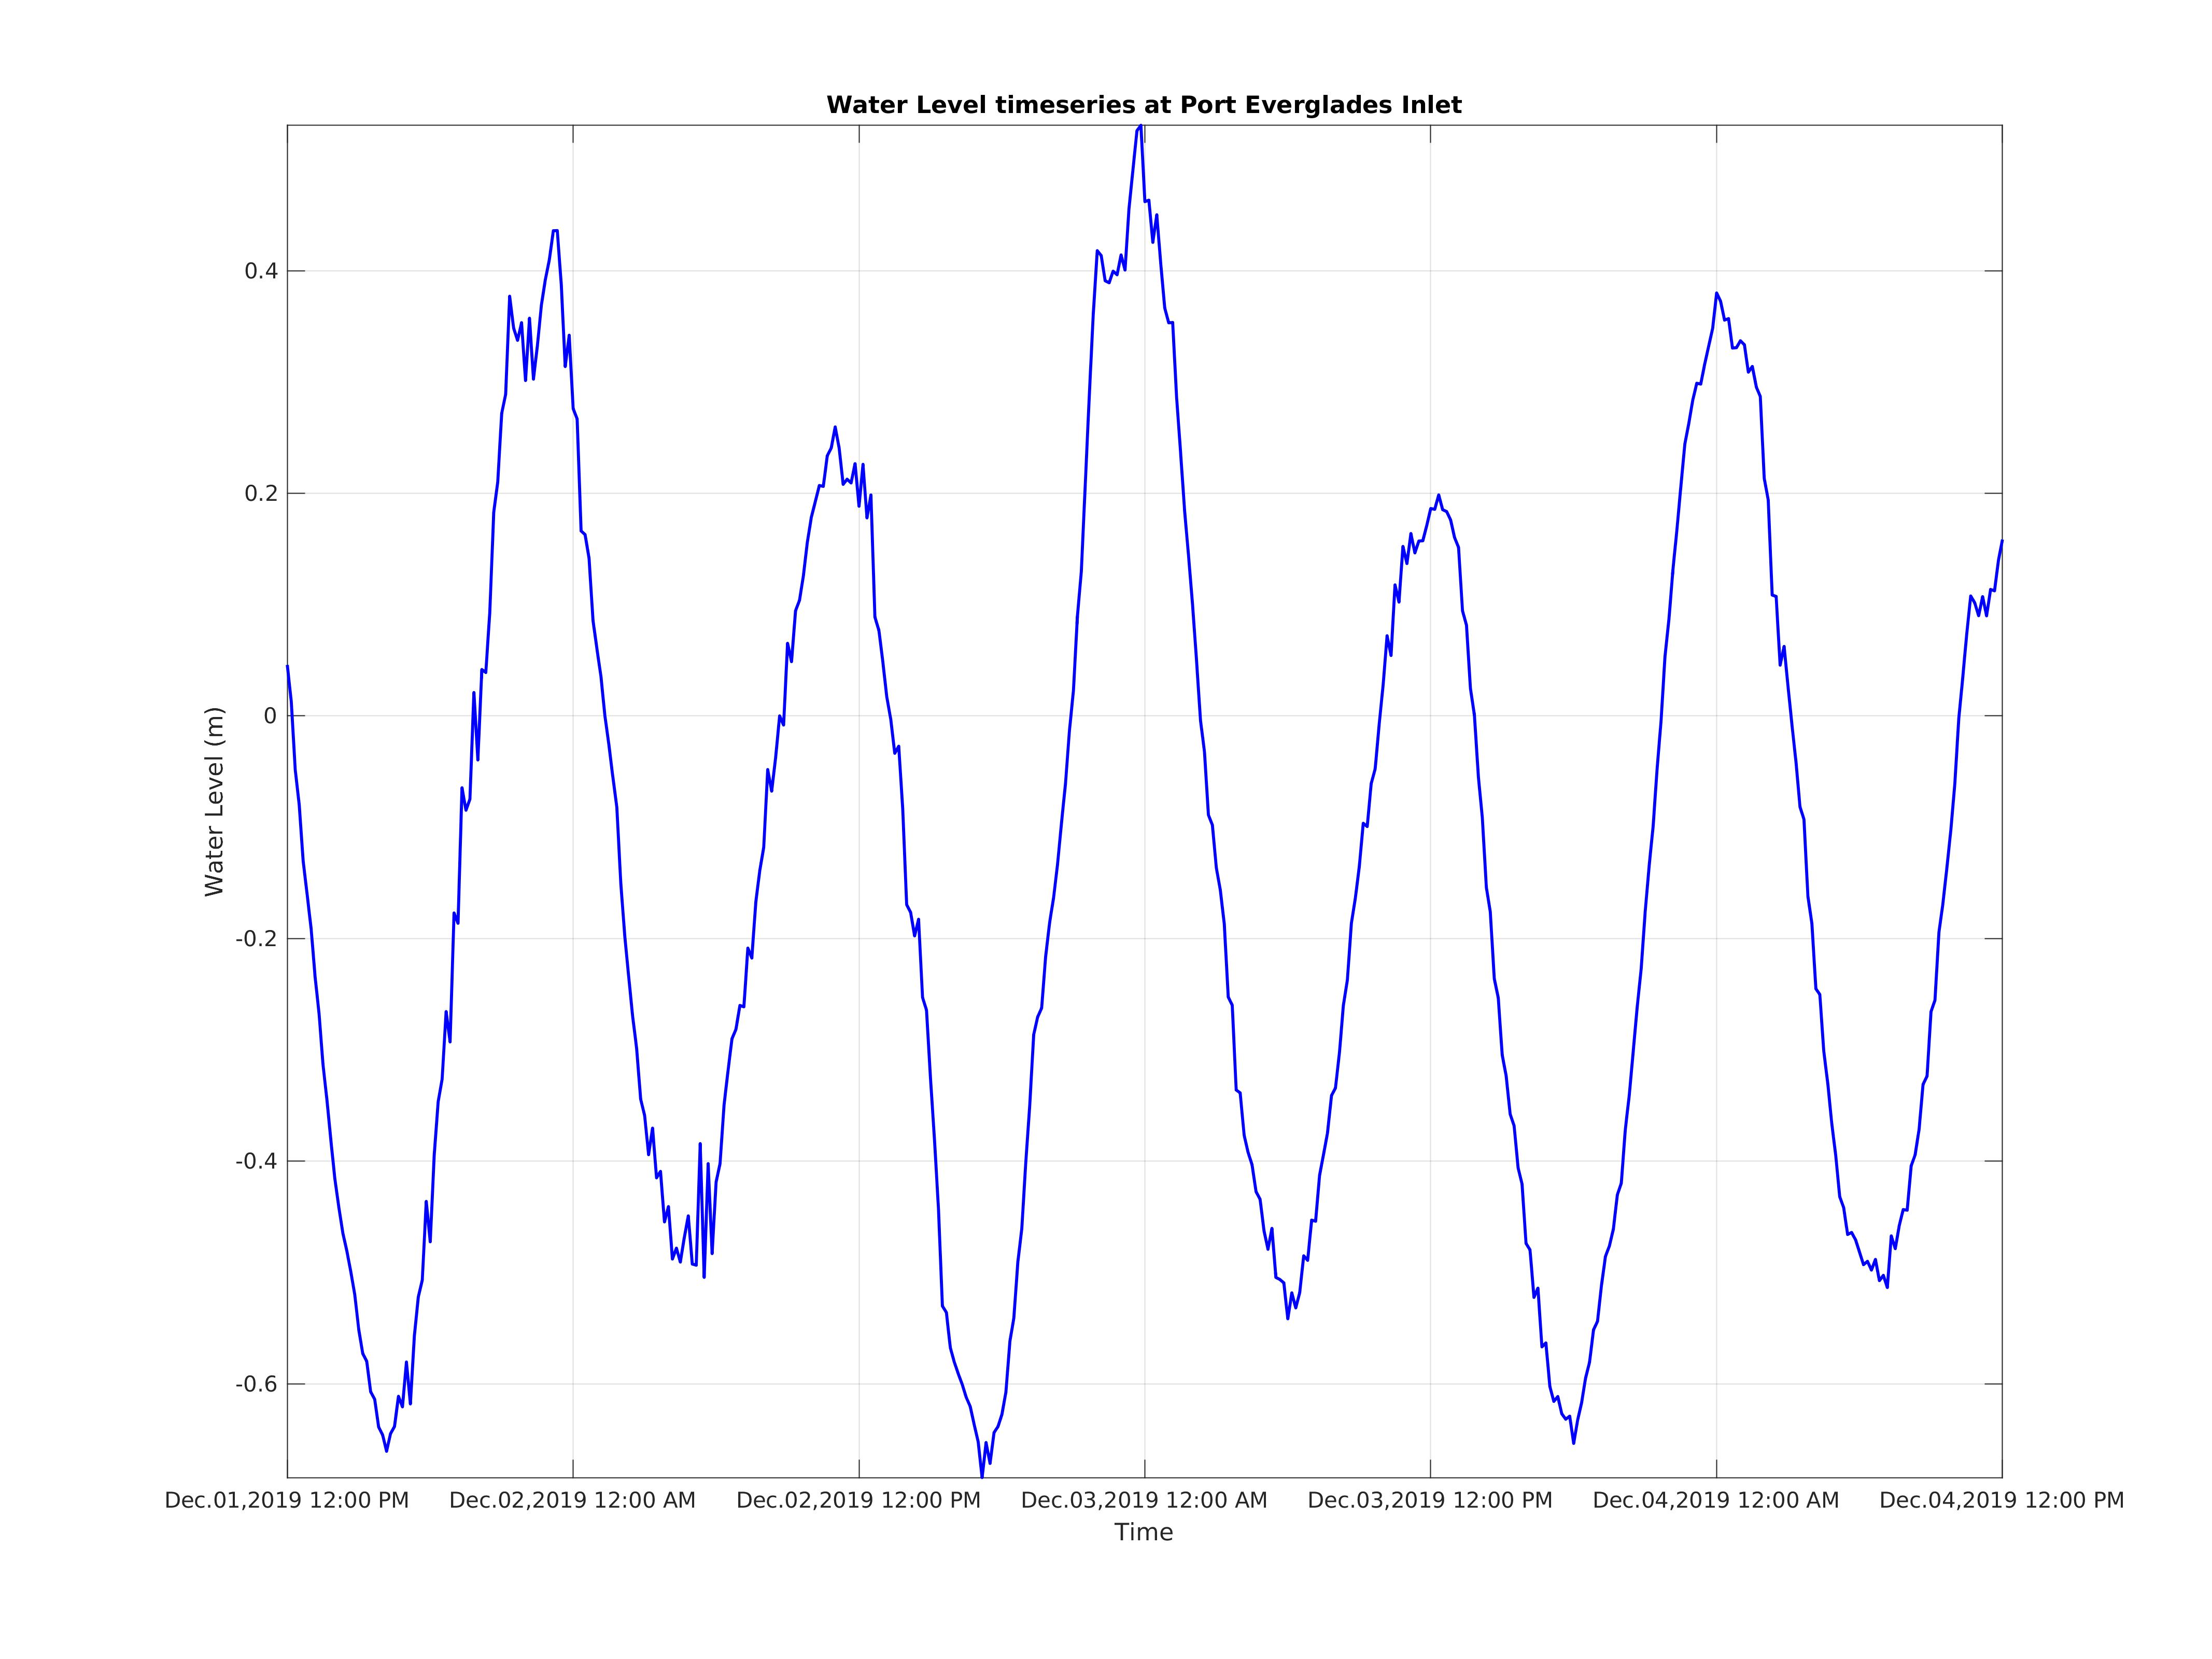 Water Level timeseries at Port Everglades Inlet
0.4
0.2
0
-0.2
-0.4
-0.6
Water Level (m)
Dec.01,2019 12:00 PM Dec.02,2019 12:00 AM Dec.02,2019 12:00 PM Dec.03,2019 12:00 AM Dec.03,2019 12:00 PM Dec.04,2019 12:00 AM Dec.04,2019 12:00 PM
Time